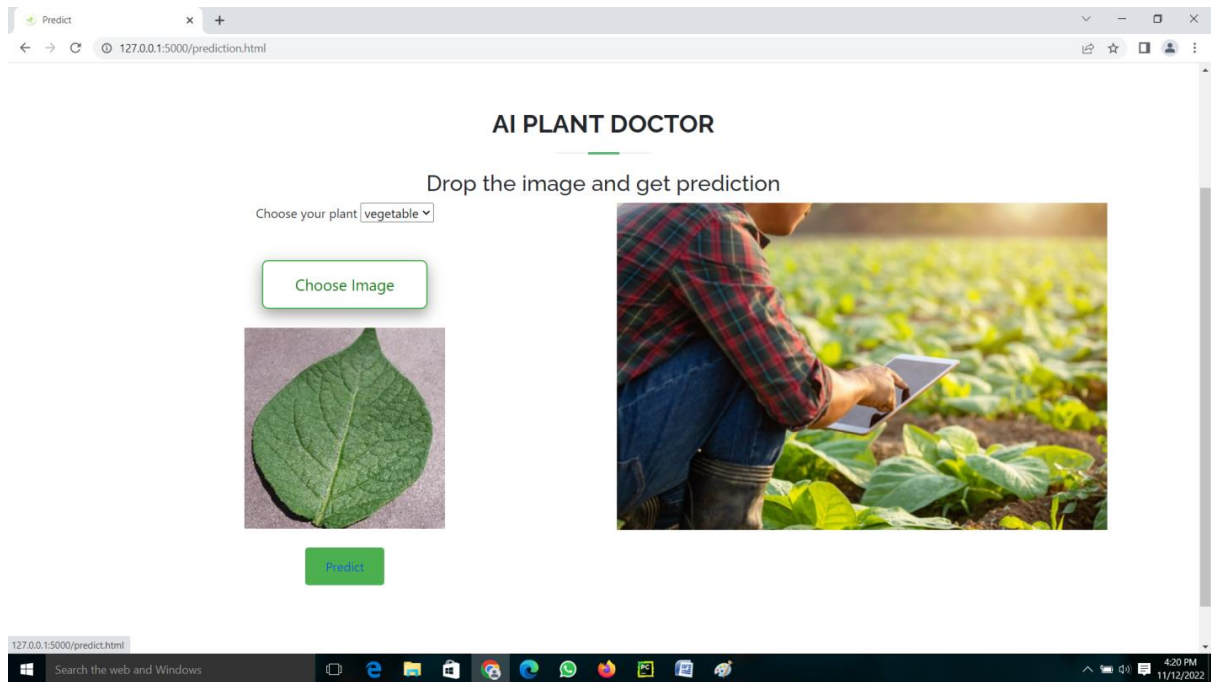 Predict
127.0.0.1:5000/prediction.html
AI PLANT DOCTOR
Drop the image and get prediction
Choose your plant vegetable
Choose Image
Predict
127.0.0.1:5000/predict.html
Search the web and Windows
4:20 PM
11/12/2022